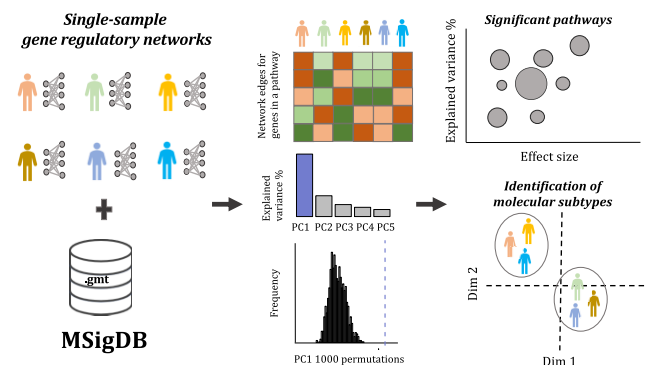 Single-sample
gene regulatory networks
.gmt
MSigDB
Network edges for
genes in a pathway
Explained
variance %
PC1 PC2 PC3 PC4 PC5
Frequency
PC1 1000 permutations
Significant pathways
Explained variance %
Effect size
Identification of
molecular subtypes
Dim 2
Dim 1